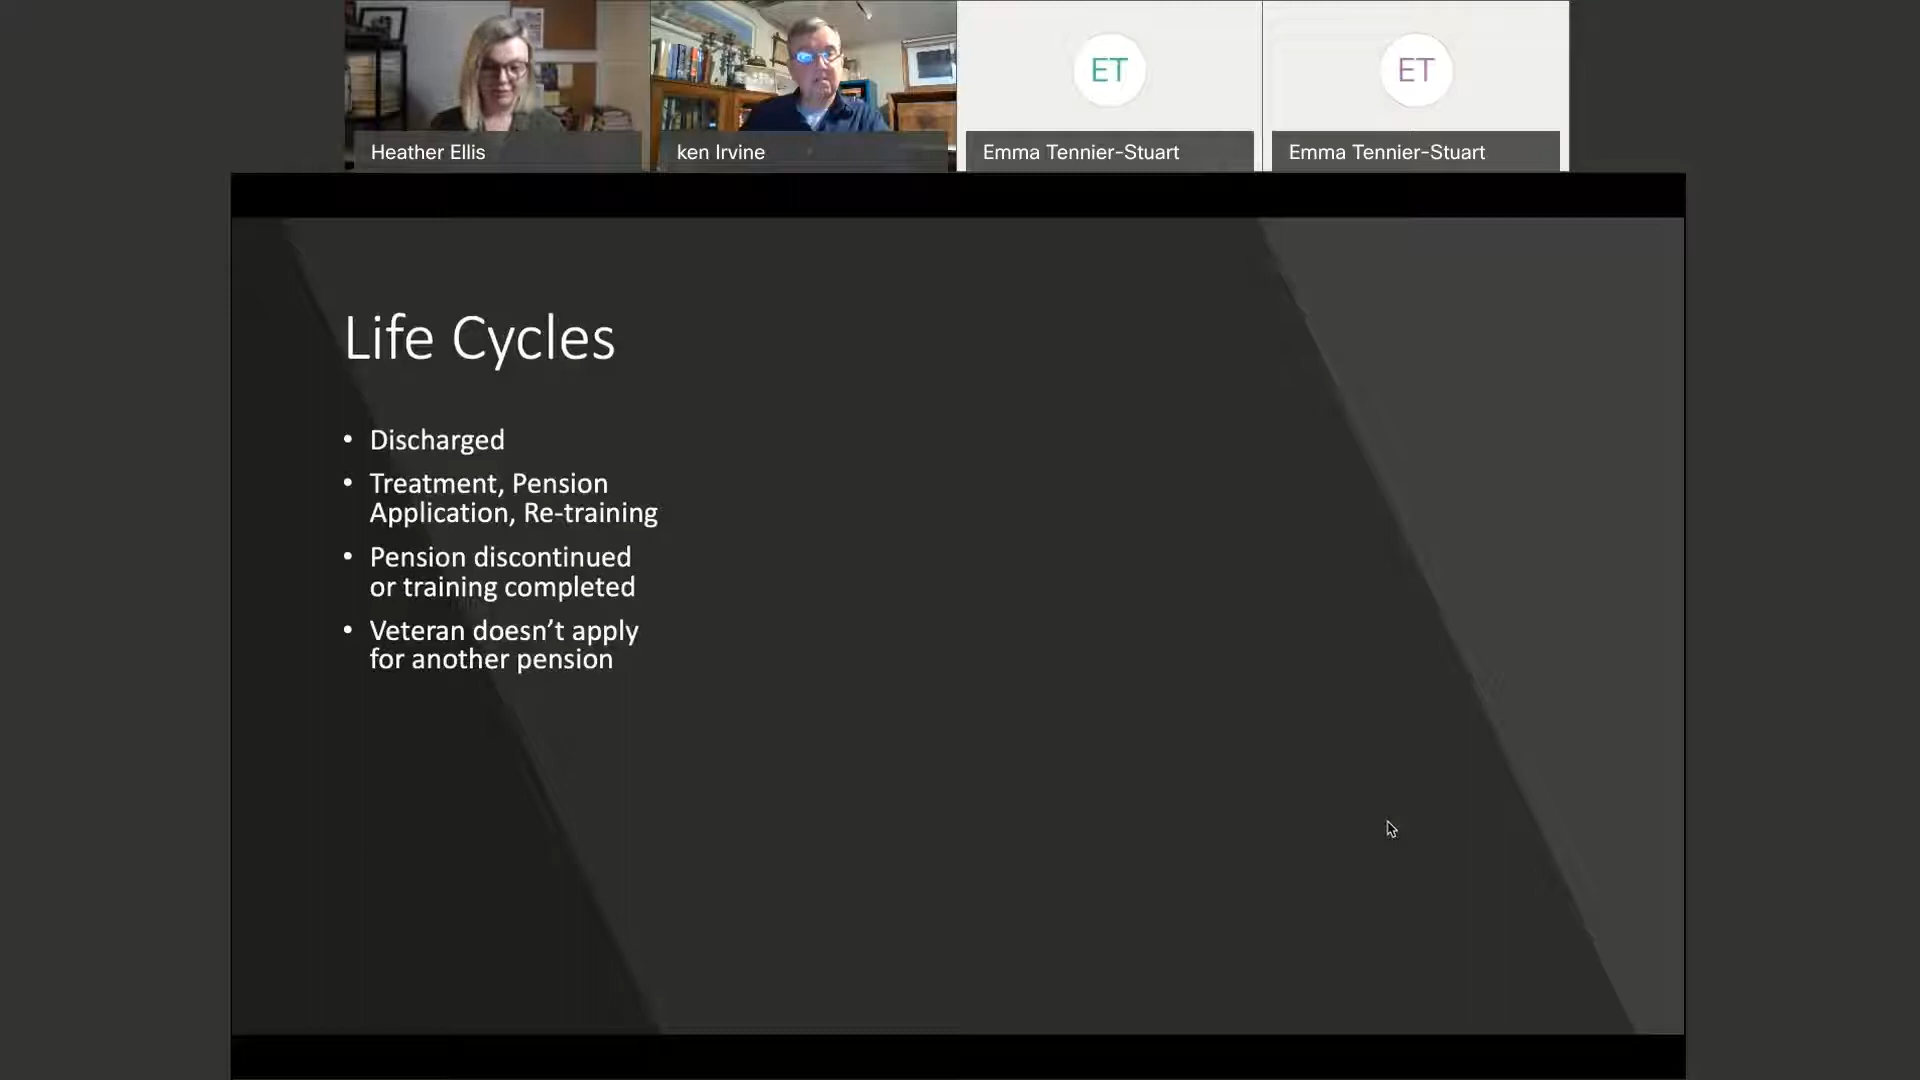 ET
ET
Heather Ellis
ken Irvine
Emma Tennier-Stuart
Emma Tennier-Stuart
Life Cycles
• Discharged
• Treatment, Pension
Application, Re-training
• Pension discontinued
or training completed
• Veteran doesn’t apply
for another pension